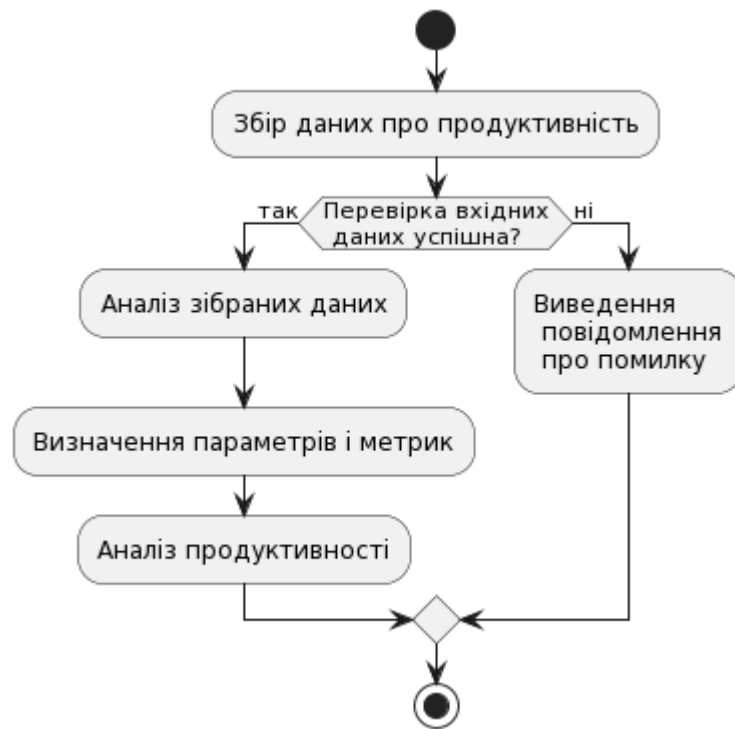 Збір даних про продуктивність
так
Перевірка вхідних
даних успішна?
ні
Аналіз зібраних даних
Виведення
повідомлення
про помилку
Визначення параметрів і метрик
Аналіз продуктивності